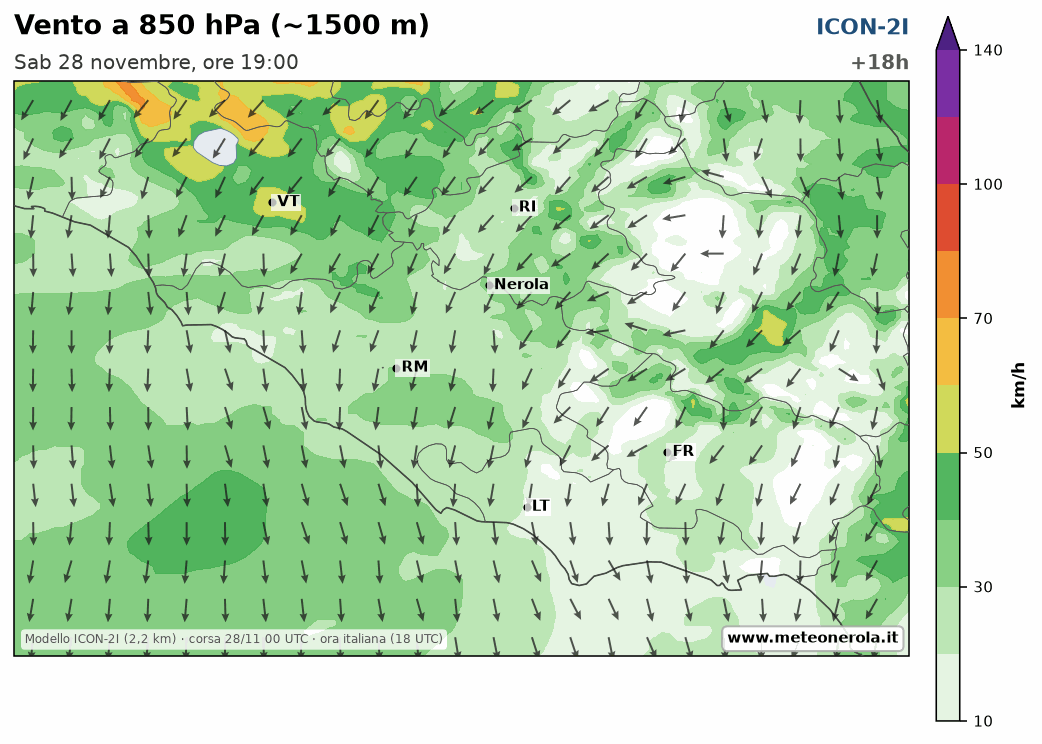 Vento a 850 hPa (~1500 m)
ICON-2I
Sab 28 novembre, ore 19:00
+18h
140
100
70
50
30
10
km/h
VT
RI
Nerola
RM
FR
LT
Modello ICON-2I (2,2 km) · corsa 28/11 00 UTC · ora italiana (18 UTC)
www.meteonerola.it